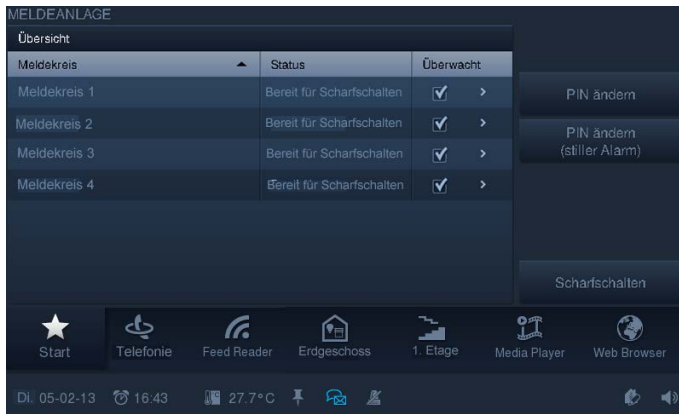 MELDEANLAGE
Übersicht
Meldekreis Status Überwacht
Meldekreis 1 Bereit für Scharfschalten
Meldekreis 2 Bereit für Scharfschalten
Meldekreis 3 Bereit für Scharfschalten
Meldekreis 4 Bereit für Scharfschalten
PIN ändern
PIN ändern
(stiller Alarm)
Scharfschalten
Start Telefonie Feed Reader Erdgeschoss 1. Etage Media Player Web Browser
Di. 05-02-13 16:43 27.7°C